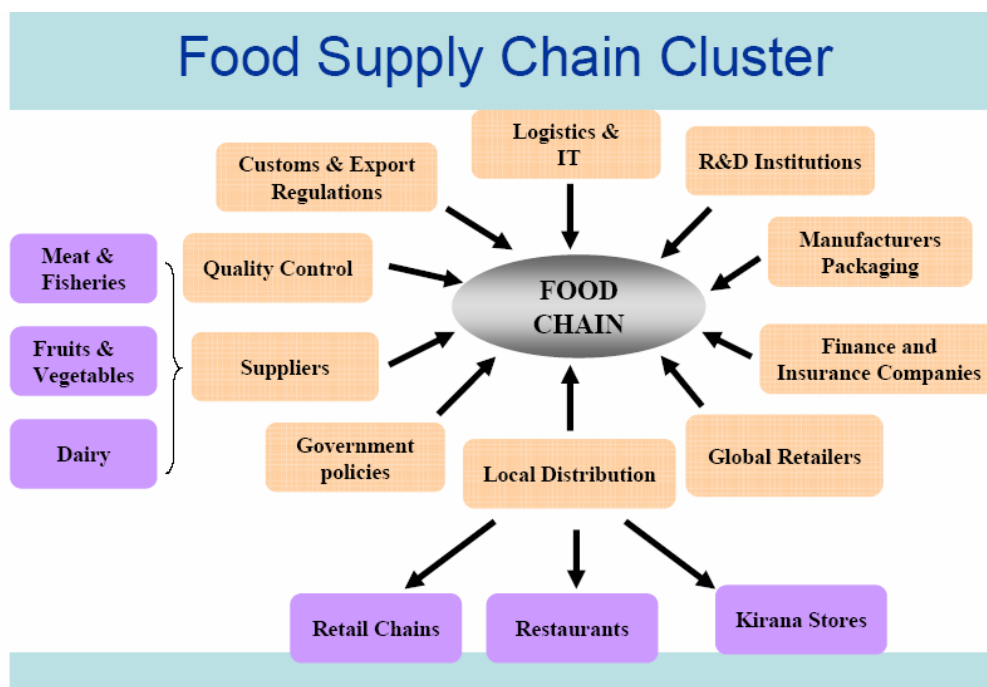 Food Supply Chain Cluster
Logistics &
IT
Customs & Export
Regulations
R&D Institutions
Meat &
Fisheries
Quality Control
Manufacturers
Packaging
FOOD
CHAIN
Fruits &
Vegetables
Suppliers
Finance and
Insurance Companies
Dairy
Government
policies
Local Distribution
Global Retailers
Retail Chains
Restaurants
Kirana Stores